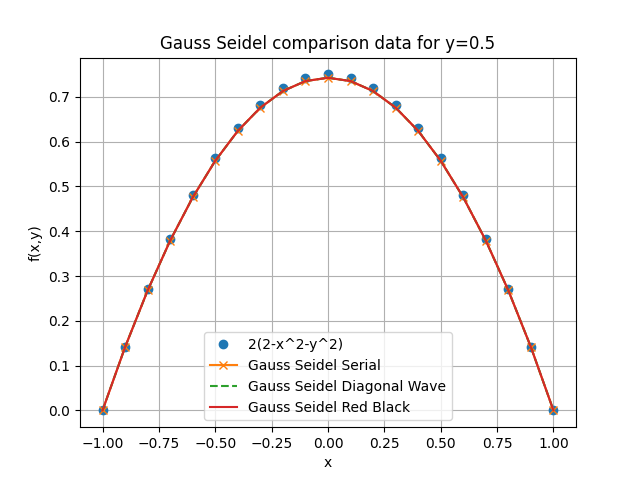 Gauss Seidel comparison data for y=0.5
f(x,y)
0.7
0.6
0.5
0.4
0.3
0.2
0.1
0.0
2(2-x^2-y^2)
Gauss Seidel Serial
Gauss Seidel Diagonal Wave
Gauss Seidel Red Black
−1.00 −0.75 −0.50 −0.25 0.00 0.25 0.50 0.75 1.00
x